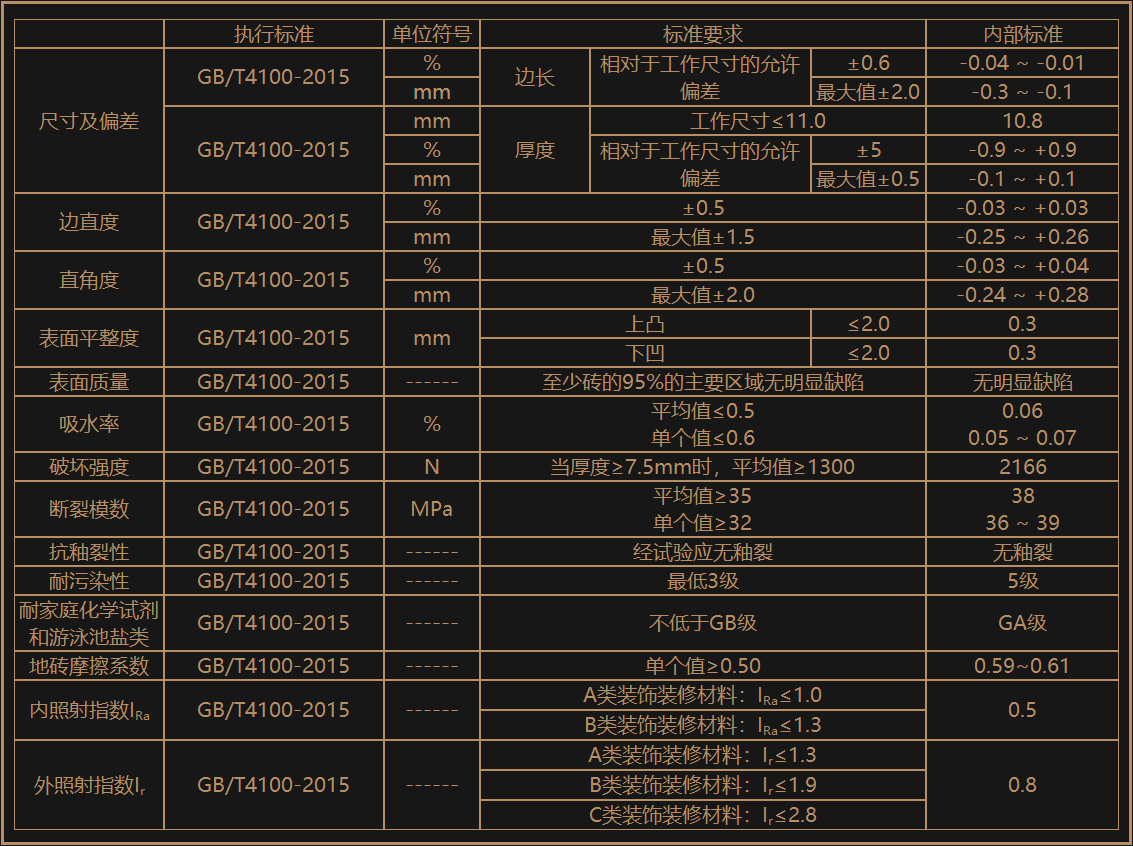 执行标准 单位符号 标准要求 内部标准
尺寸及偏差 GB/T4100-2015 % 边长 相对于工作尺寸的允许偏差 ±0.6 -0.04 ~ -0.01
mm 最大值±2.0 -0.3 ~ -0.1
GB/T4100-2015 mm 厚度 工作尺寸≤11.0 10.8
% 相对于工作尺寸的允许偏差 ±5 -0.9 ~ +0.9
mm 最大值±0.5 -0.1 ~ +0.1
边直度 GB/T4100-2015 % ±0.5 -0.03 ~ +0.03
mm 最大值±1.5 -0.25 ~ +0.26
直角度 GB/T4100-2015 % ±0.5 -0.03 ~ +0.04
mm 最大值±2.0 -0.24 ~ +0.28
表面平整度 GB/T4100-2015 mm 上凸 ≤2.0 0.3
下凹 ≤2.0 0.3
表面质量 GB/T4100-2015 ------ 至少砖的95%的主要区域无明显缺陷 无明显缺陷
吸水率 GB/T4100-2015 % 平均值≤0.5 0.06
单个值≤0.6 0.05 ~ 0.07
破坏强度 GB/T4100-2015 N 当厚度≥7.5mm时，平均值≥1300 2166
断裂模数 GB/T4100-2015 MPa 平均值≥35 38
单个值≥32 36 ~ 39
抗釉裂性 GB/T4100-2015 ------ 经试验应无釉裂 无釉裂
耐污染性 GB/T4100-2015 ------ 最低3级 5级
耐家庭化学试剂
和游泳池盐类 GB/T4100-2015 ------ 不低于GB级 GA级
地砖摩擦系数 GB/T4100-2015 ------ 单个值≥0.50 0.59~0.61
内照射指数IRa GB/T4100-2015 ------ A类装饰装修材料：IRa≤1.0 0.5
B类装饰装修材料：IRa≤1.3
外照射指数Ir GB/T4100-2015 ------ A类装饰装修材料：Ir≤1.3 0.8
B类装饰装修材料：Ir≤1.9
C类装饰装修材料：Ir≤2.8